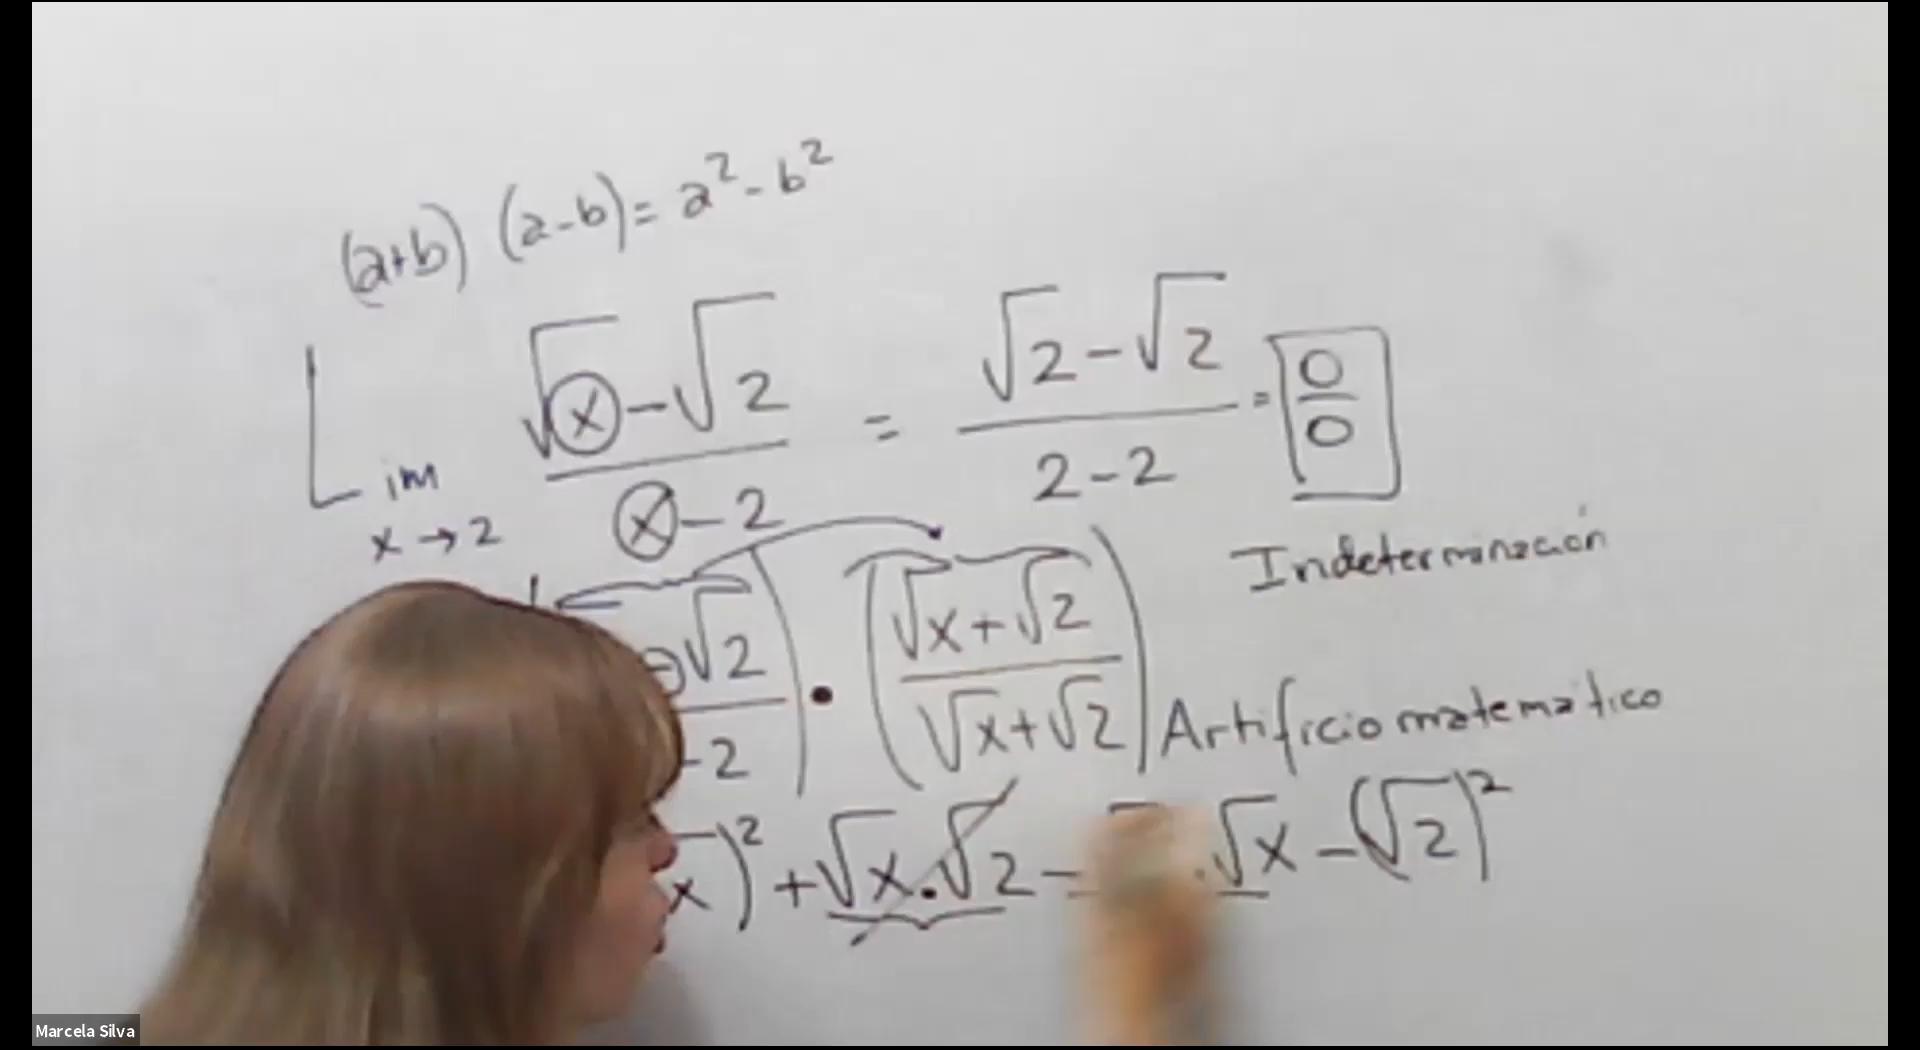 (a+b) (a-b) = a² - b²
Lim x→2 (√x - √2)/(x - 2) = (√2 - √2)/(2 - 2) = 0/0
Indeterminación
-√2)/-2) · ((√x + √2)/(√x + √2)) Artificio matemático
x)² + √x · √2 - · √x - (√2)²
Marcela Silva